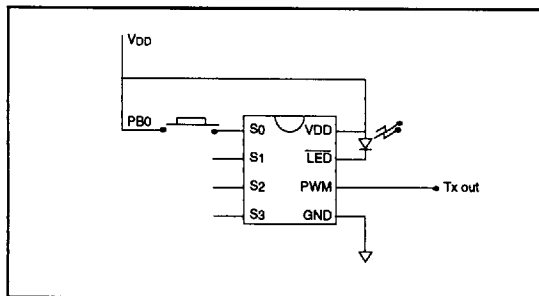 VDD
PB0
S0 VDD
S1 LED
S2 PWM Tx out
S3 GND